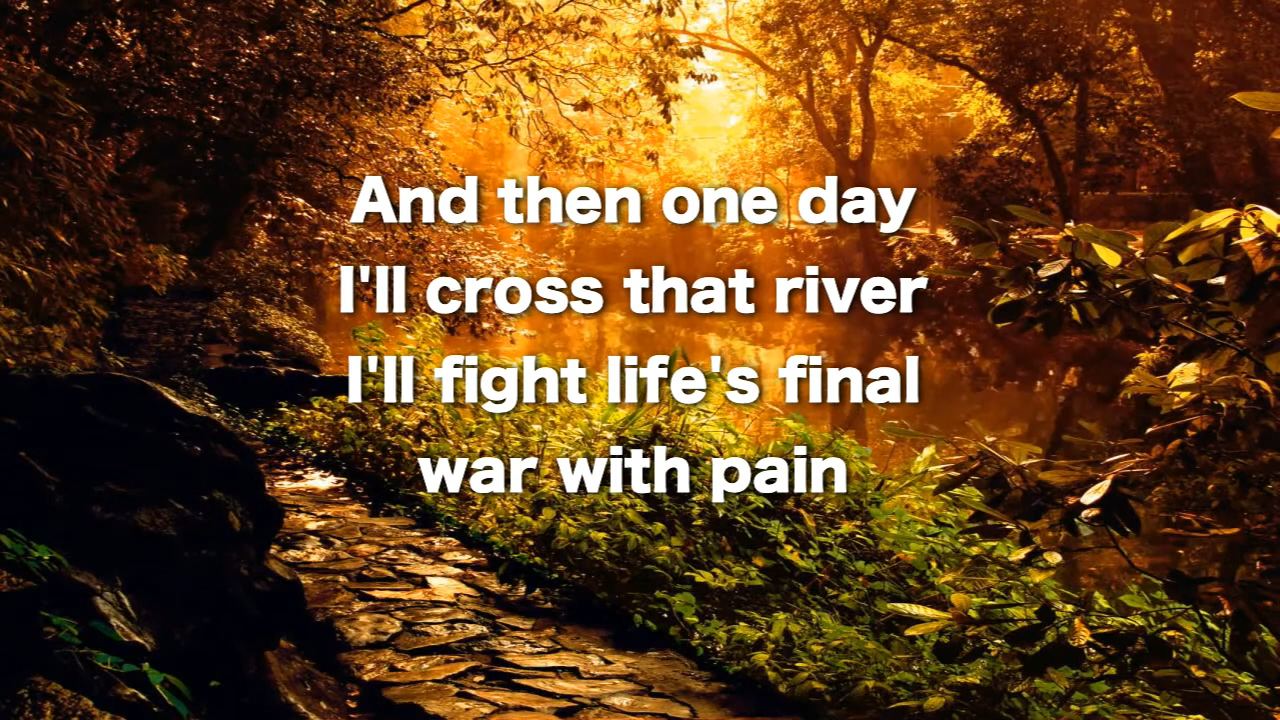 And then one day
I'll cross that river
I'll fight life's final
war with pain